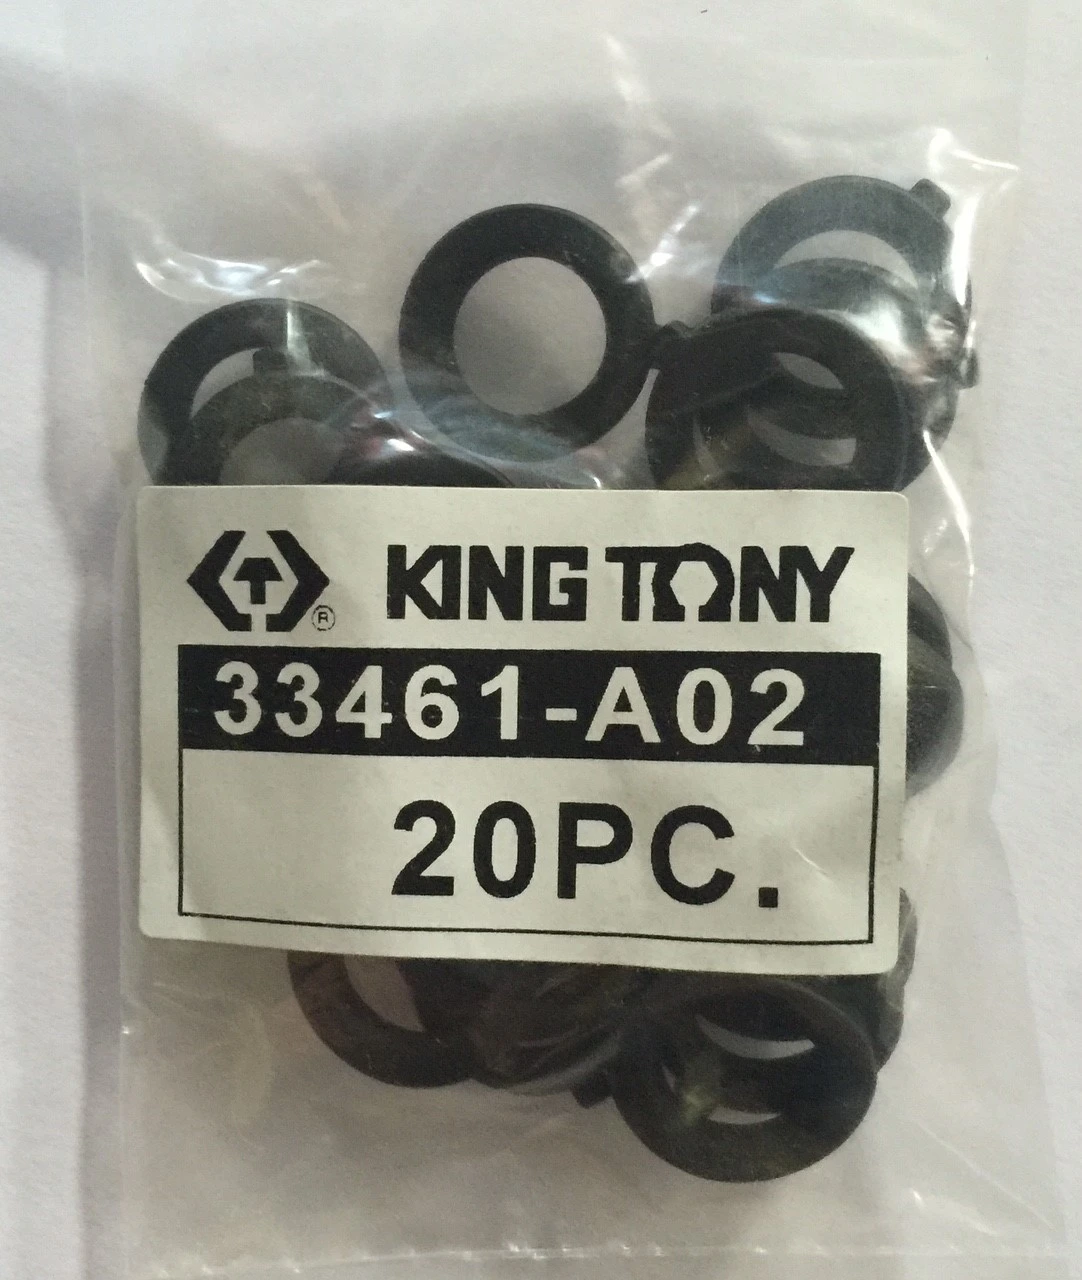 KING TONY
®
33461-A02
20PC.